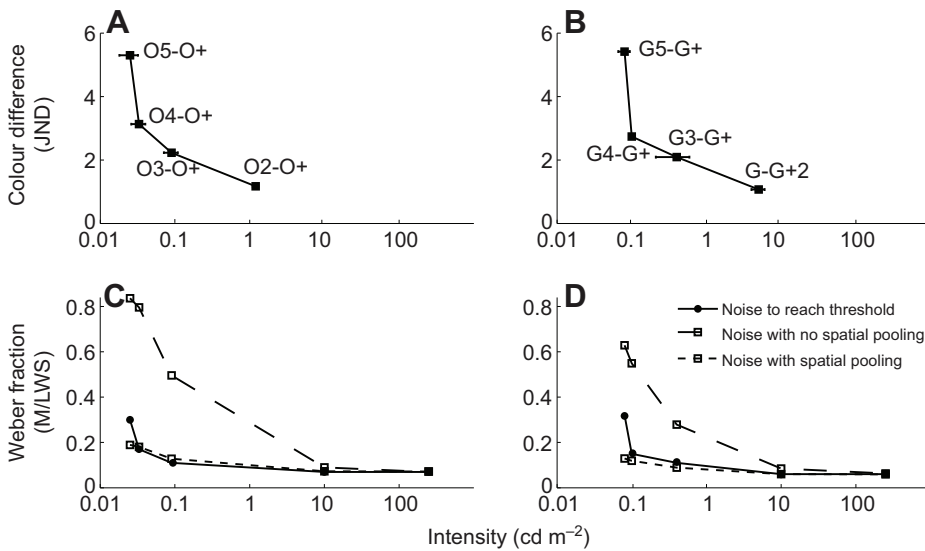 A
B
Colour difference
(JND)
6
4
2
0
O5-O+
O4-O+
O3-O+
O2-O+
0.01 0.1 1 10 100
6
4
2
0
G5-G+
G4-G+
G3-G+
G-G+2
0.01 0.1 1 10 100
C
D
Weber fraction
(M/LWS)
0.8
0.6
0.4
0.2
0
0.01 0.1 1 10 100
0.8
0.6
0.4
0.2
0
Noise to reach threshold
Noise with no spatial pooling
Noise with spatial pooling
0.01 0.1 1 10 100
Intensity (cd m−2)